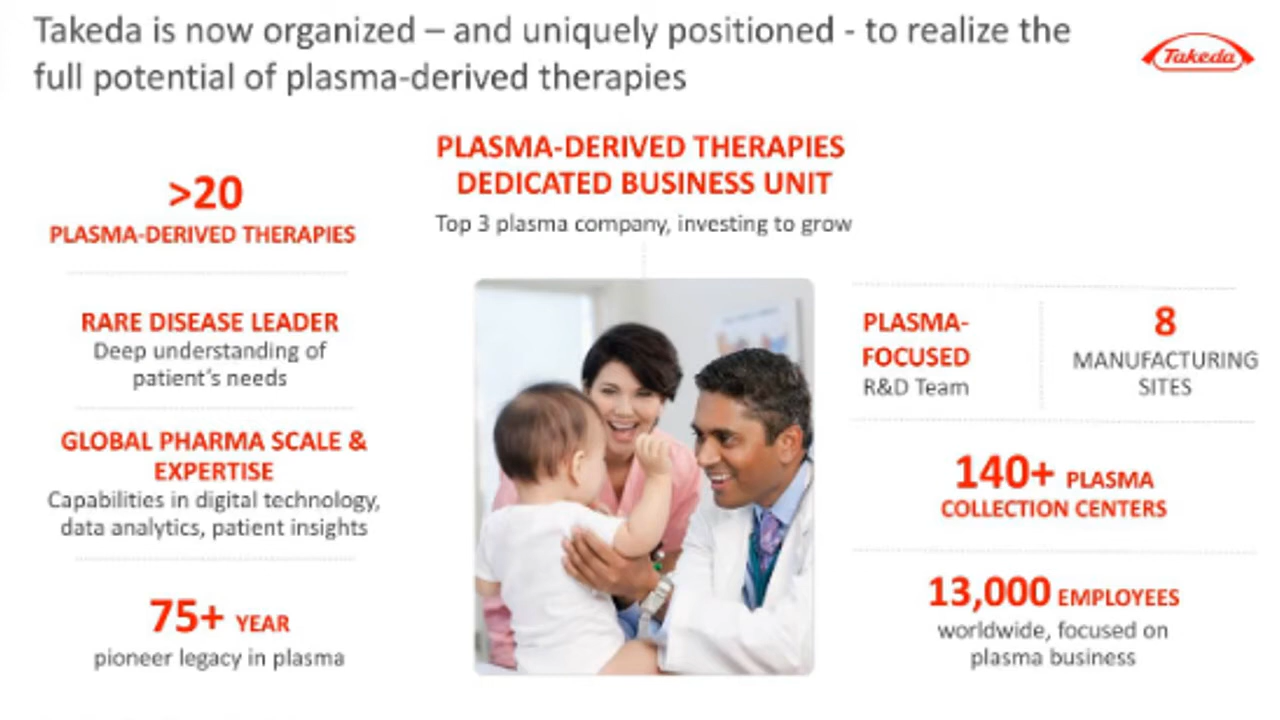 Takeda is now organized – and uniquely positioned - to realize the
full potential of plasma-derived therapies
Takeda
PLASMA-DERIVED THERAPIES
DEDICATED BUSINESS UNIT
Top 3 plasma company, investing to grow
>20
PLASMA-DERIVED THERAPIES
RARE DISEASE LEADER
Deep understanding of
patient's needs
GLOBAL PHARMA SCALE &
EXPERTISE
Capabilities in digital technology,
data analytics, patient insights
75+ YEAR
pioneer legacy in plasma
PLASMA-
FOCUSED
R&D Team
8
MANUFACTURING
SITES
140+ PLASMA
COLLECTION CENTERS
13,000 EMPLOYEES
worldwide, focused on
plasma business